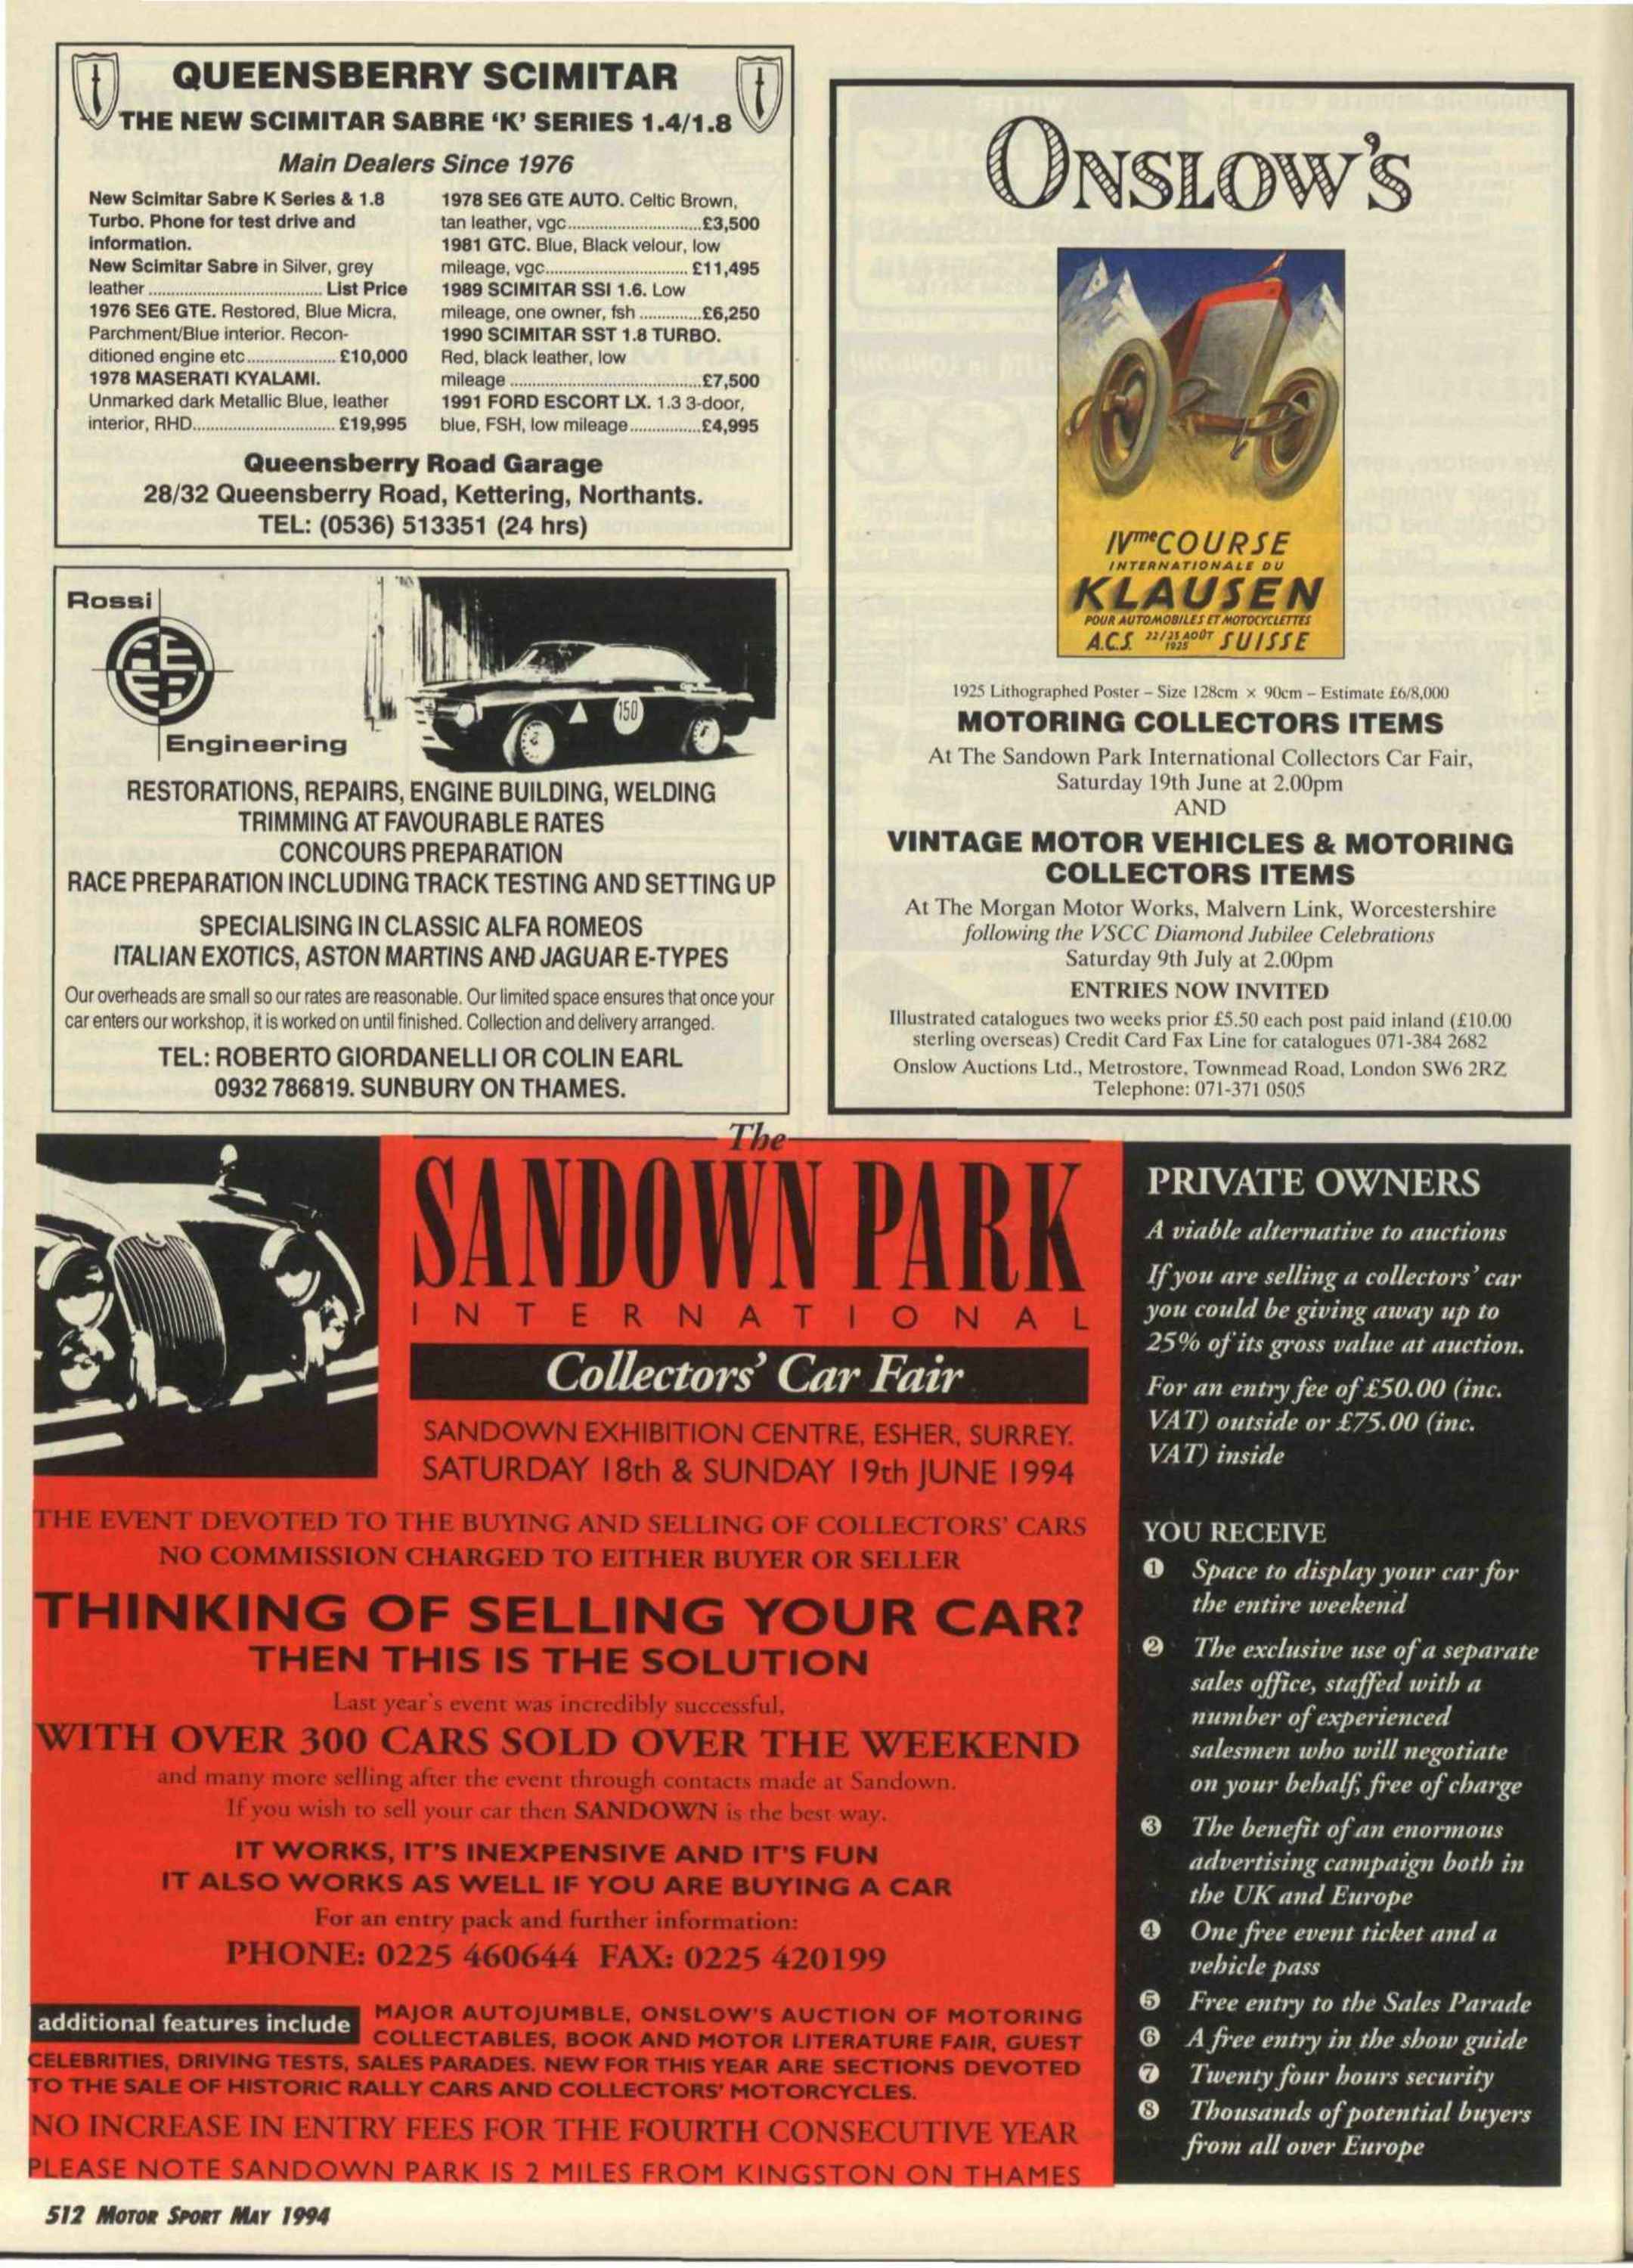 QUEENSBERRY SCIMITAR
THE NEW SCIMITAR SABRE ‘K’ SERIES 1.4/1.8
Main Dealers Since 1976
New Scimitar Sabre K Series & 1.8
Turbo. Phone for test drive and
information.
New Scimitar Sabre in Silver, grey
leather ...................................... List Price
1976 SE6 GTE. Restored, Blue Micra,
Parchment/Blue interior. Recon-
ditioned engine etc .................... £10,000
1978 MASERATI KYALAMI.
Unmarked dark Metallic Blue, leather
interior, RHD ............................... £19,995
1978 SE6 GTE AUTO. Celtic Brown,
tan leather, vgc ............................. £3,500
1981 GTC. Blue, Black velour, low
mileage, vgc ................................ £11,495
1989 SCIMITAR SSI 1.6. Low
mileage, one owner, fsh .............. £6,250
1990 SCIMITAR SST 1.8 TURBO.
Red, black leather, low
mileage .......................................... £7,500
1991 FORD ESCORT LX. 1.3 3-door,
blue, FSH, low mileage ................ £4,995
Queensberry Road Garage
28/32 Queensberry Road, Kettering, Northants.
TEL: (0536) 513351 (24 hrs)
Rossi
Engineering
150
RESTORATIONS, REPAIRS, ENGINE BUILDING, WELDING
TRIMMING AT FAVOURABLE RATES
CONCOURS PREPARATION
RACE PREPARATION INCLUDING TRACK TESTING AND SETTING UP
SPECIALISING IN CLASSIC ALFA ROMEOS
ITALIAN EXOTICS, ASTON MARTINS AND JAGUAR E-TYPES
Our overheads are small so our rates are reasonable. Our limited space ensures that once your
car enters our workshop, it is worked on until finished. Collection and delivery arranged.
TEL: ROBERTO GIORDANELLI OR COLIN EARL
0932 786819. SUNBURY ON THAMES.
ONSLOW'S
IVme COURSE
INTERNATIONALE DU
KLAUSEN
POUR AUTOMOBILES ET MOTOCYCLETTES
A.C.S. 22/23 AOÛT 1925 SUISSE
1925 Lithographed Poster – Size 128cm × 90cm – Estimate £6/8,000
MOTORING COLLECTORS ITEMS
At The Sandown Park International Collectors Car Fair,
Saturday 19th June at 2.00pm
AND
VINTAGE MOTOR VEHICLES & MOTORING
COLLECTORS ITEMS
At The Morgan Motor Works, Malvern Link, Worcestershire
following the VSCC Diamond Jubilee Celebrations
Saturday 9th July at 2.00pm
ENTRIES NOW INVITED
Illustrated catalogues two weeks prior £5.50 each post paid inland (£10.00
sterling overseas) Credit Card Fax Line for catalogues 071-384 2682
Onslow Auctions Ltd., Metrostore, Townmead Road, London SW6 2RZ
Telephone: 071-371 0505
The
SANDOWN PARK
INTERNATIONAL
Collectors' Car Fair
SANDOWN EXHIBITION CENTRE, ESHER, SURREY.
SATURDAY 18th & SUNDAY 19th JUNE 1994
THE EVENT DEVOTED TO THE BUYING AND SELLING OF COLLECTORS' CARS
NO COMMISSION CHARGED TO EITHER BUYER OR SELLER
THINKING OF SELLING YOUR CAR?
THEN THIS IS THE SOLUTION
Last year's event was incredibly successful,
WITH OVER 300 CARS SOLD OVER THE WEEKEND
and many more selling after the event through contacts made at Sandown.
If you wish to sell your car then SANDOWN is the best way.
IT WORKS, IT'S INEXPENSIVE AND IT'S FUN
IT ALSO WORKS AS WELL IF YOU ARE BUYING A CAR
For an entry pack and further information:
PHONE: 0225 460644 FAX: 0225 420199
additional features include MAJOR AUTOJUMBLE, ONSLOW'S AUCTION OF MOTORING
COLLECTABLES, BOOK AND MOTOR LITERATURE FAIR, GUEST
CELEBRITIES, DRIVING TESTS, SALES PARADES. NEW FOR THIS YEAR ARE SECTIONS DEVOTED
TO THE SALE OF HISTORIC RALLY CARS AND COLLECTORS' MOTORCYCLES.
NO INCREASE IN ENTRY FEES FOR THE FOURTH CONSECUTIVE YEAR
PLEASE NOTE SANDOWN PARK IS 2 MILES FROM KINGSTON ON THAMES
PRIVATE OWNERS
A viable alternative to auctions
If you are selling a collectors' car
you could be giving away up to
25% of its gross value at auction.
For an entry fee of £50.00 (inc.
VAT) outside or £75.00 (inc.
VAT) inside
YOU RECEIVE
❶ Space to display your car for
the entire weekend
❷ The exclusive use of a separate
sales office, staffed with a
number of experienced
salesmen who will negotiate
on your behalf, free of charge
❸ The benefit of an enormous
advertising campaign both in
the UK and Europe
❹ One free event ticket and a
vehicle pass
❺ Free entry to the Sales Parade
❻ A free entry in the show guide
❼ Twenty four hours security
❽ Thousands of potential buyers
from all over Europe
512 MOTOR SPORT MAY 1994